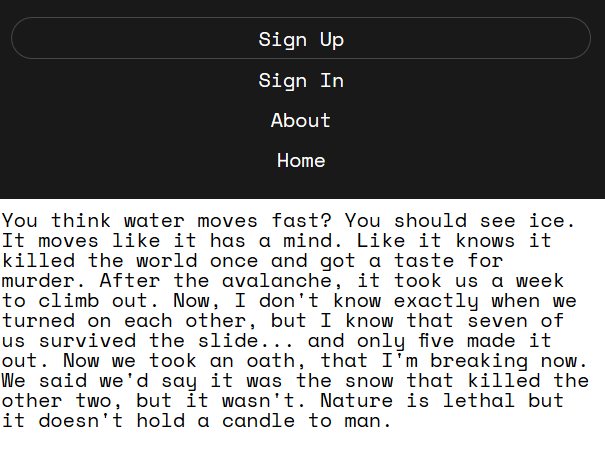 Sign Up
Sign In
About
Home
You think water moves fast? You should see ice.
It moves like it has a mind. Like it knows it
killed the world once and got a taste for
murder. After the avalanche, it took us a week
to climb out. Now, I don't know exactly when we
turned on each other, but I know that seven of
us survived the slide... and only five made it
out. Now we took an oath, that I'm breaking now.
We said we'd say it was the snow that killed the
other two, but it wasn't. Nature is lethal but
it doesn't hold a candle to man.